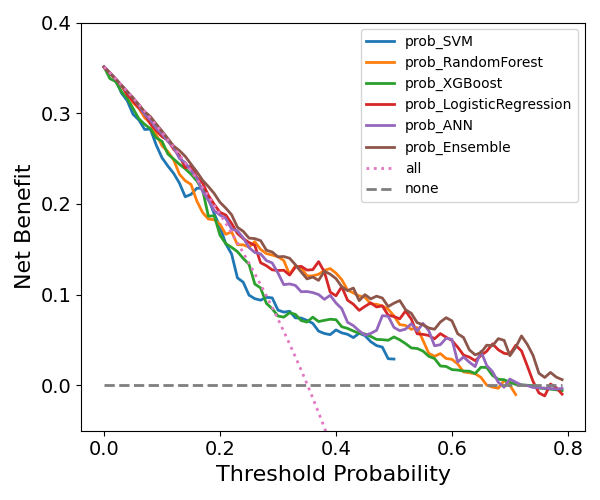 0.4
0.3
0.2
0.1
0.0
Net Benefit
prob_SVM
prob_RandomForest
prob_XGBoost
prob_LogisticRegression
prob_ANN
prob_Ensemble
all
none
0.0 0.2 0.4 0.6 0.8
Threshold Probability